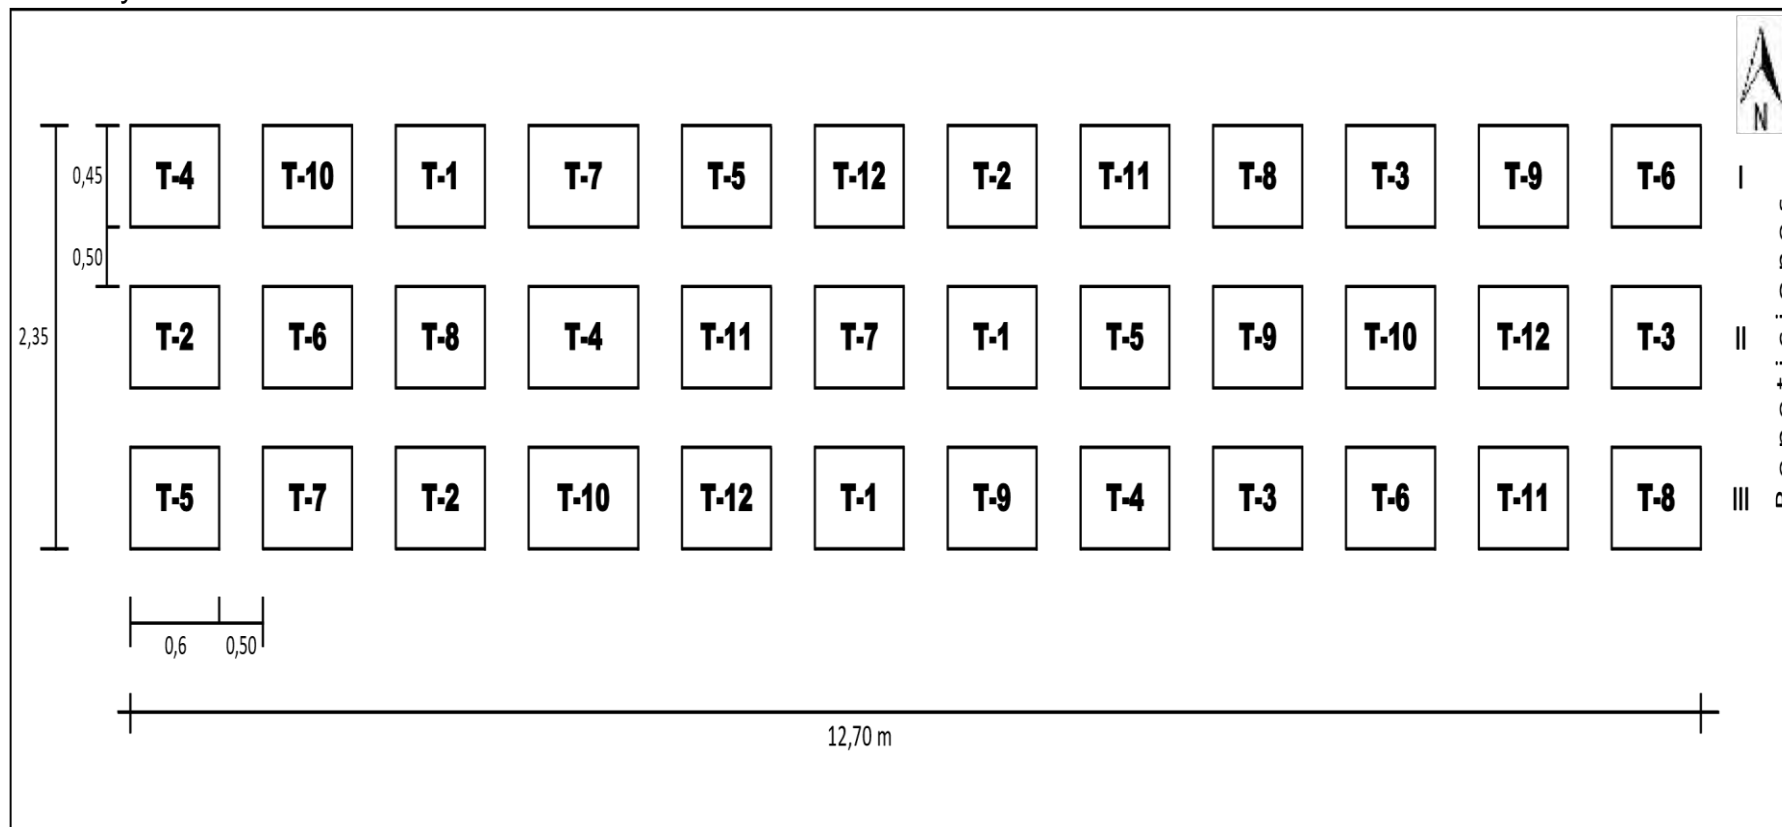 N
T-4 T-10 T-1 T-7 T-5 T-12 T-2 T-11 T-8 T-3 T-9 T-6 I
0,45
0,50
T-2 T-6 T-8 T-4 T-11 T-7 T-1 T-5 T-9 T-10 T-12 T-3 II
2,35
T-5 T-7 T-2 T-10 T-12 T-1 T-9 T-4 T-3 T-6 T-11 T-8 III
0,6 0,50
12,70 m